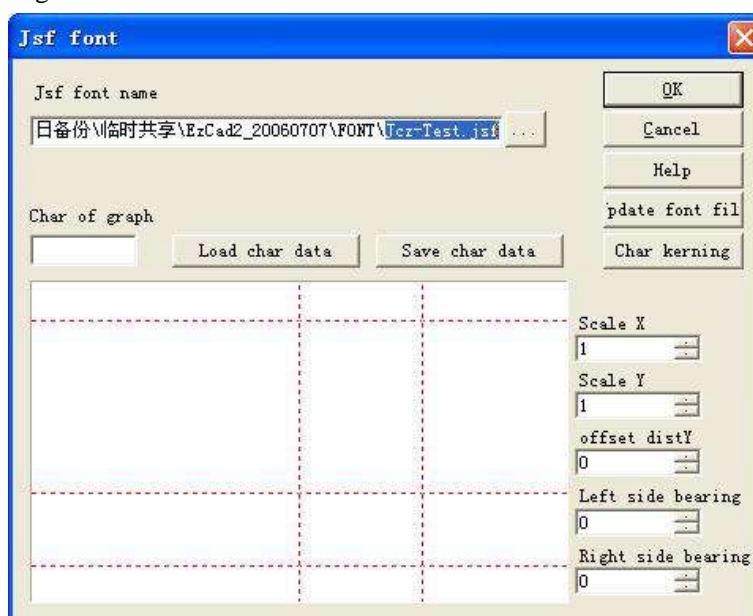 Jsf font
Jsf font name
日备份\临时共享\EzCad2_20060707\FONT\Jcz-Test.jsf
...
OK
Cancel
Help
pdate font fil
Char kerning
Char of graph
Load char data
Save char data
Scale X
1
Scale Y
1
offset distY
0
Left side bearing
0
Right side bearing
0